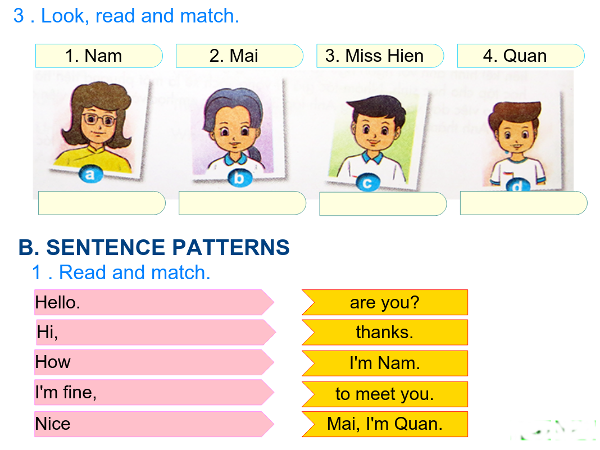 3 . Look, read and match.
1. Nam 2. Mai 3. Miss Hien 4. Quan
a b c d
B. SENTENCE PATTERNS
1 . Read and match.
Hello. are you?
Hi, thanks.
How I'm Nam.
I'm fine, to meet you.
Nice Mai, I'm Quan.